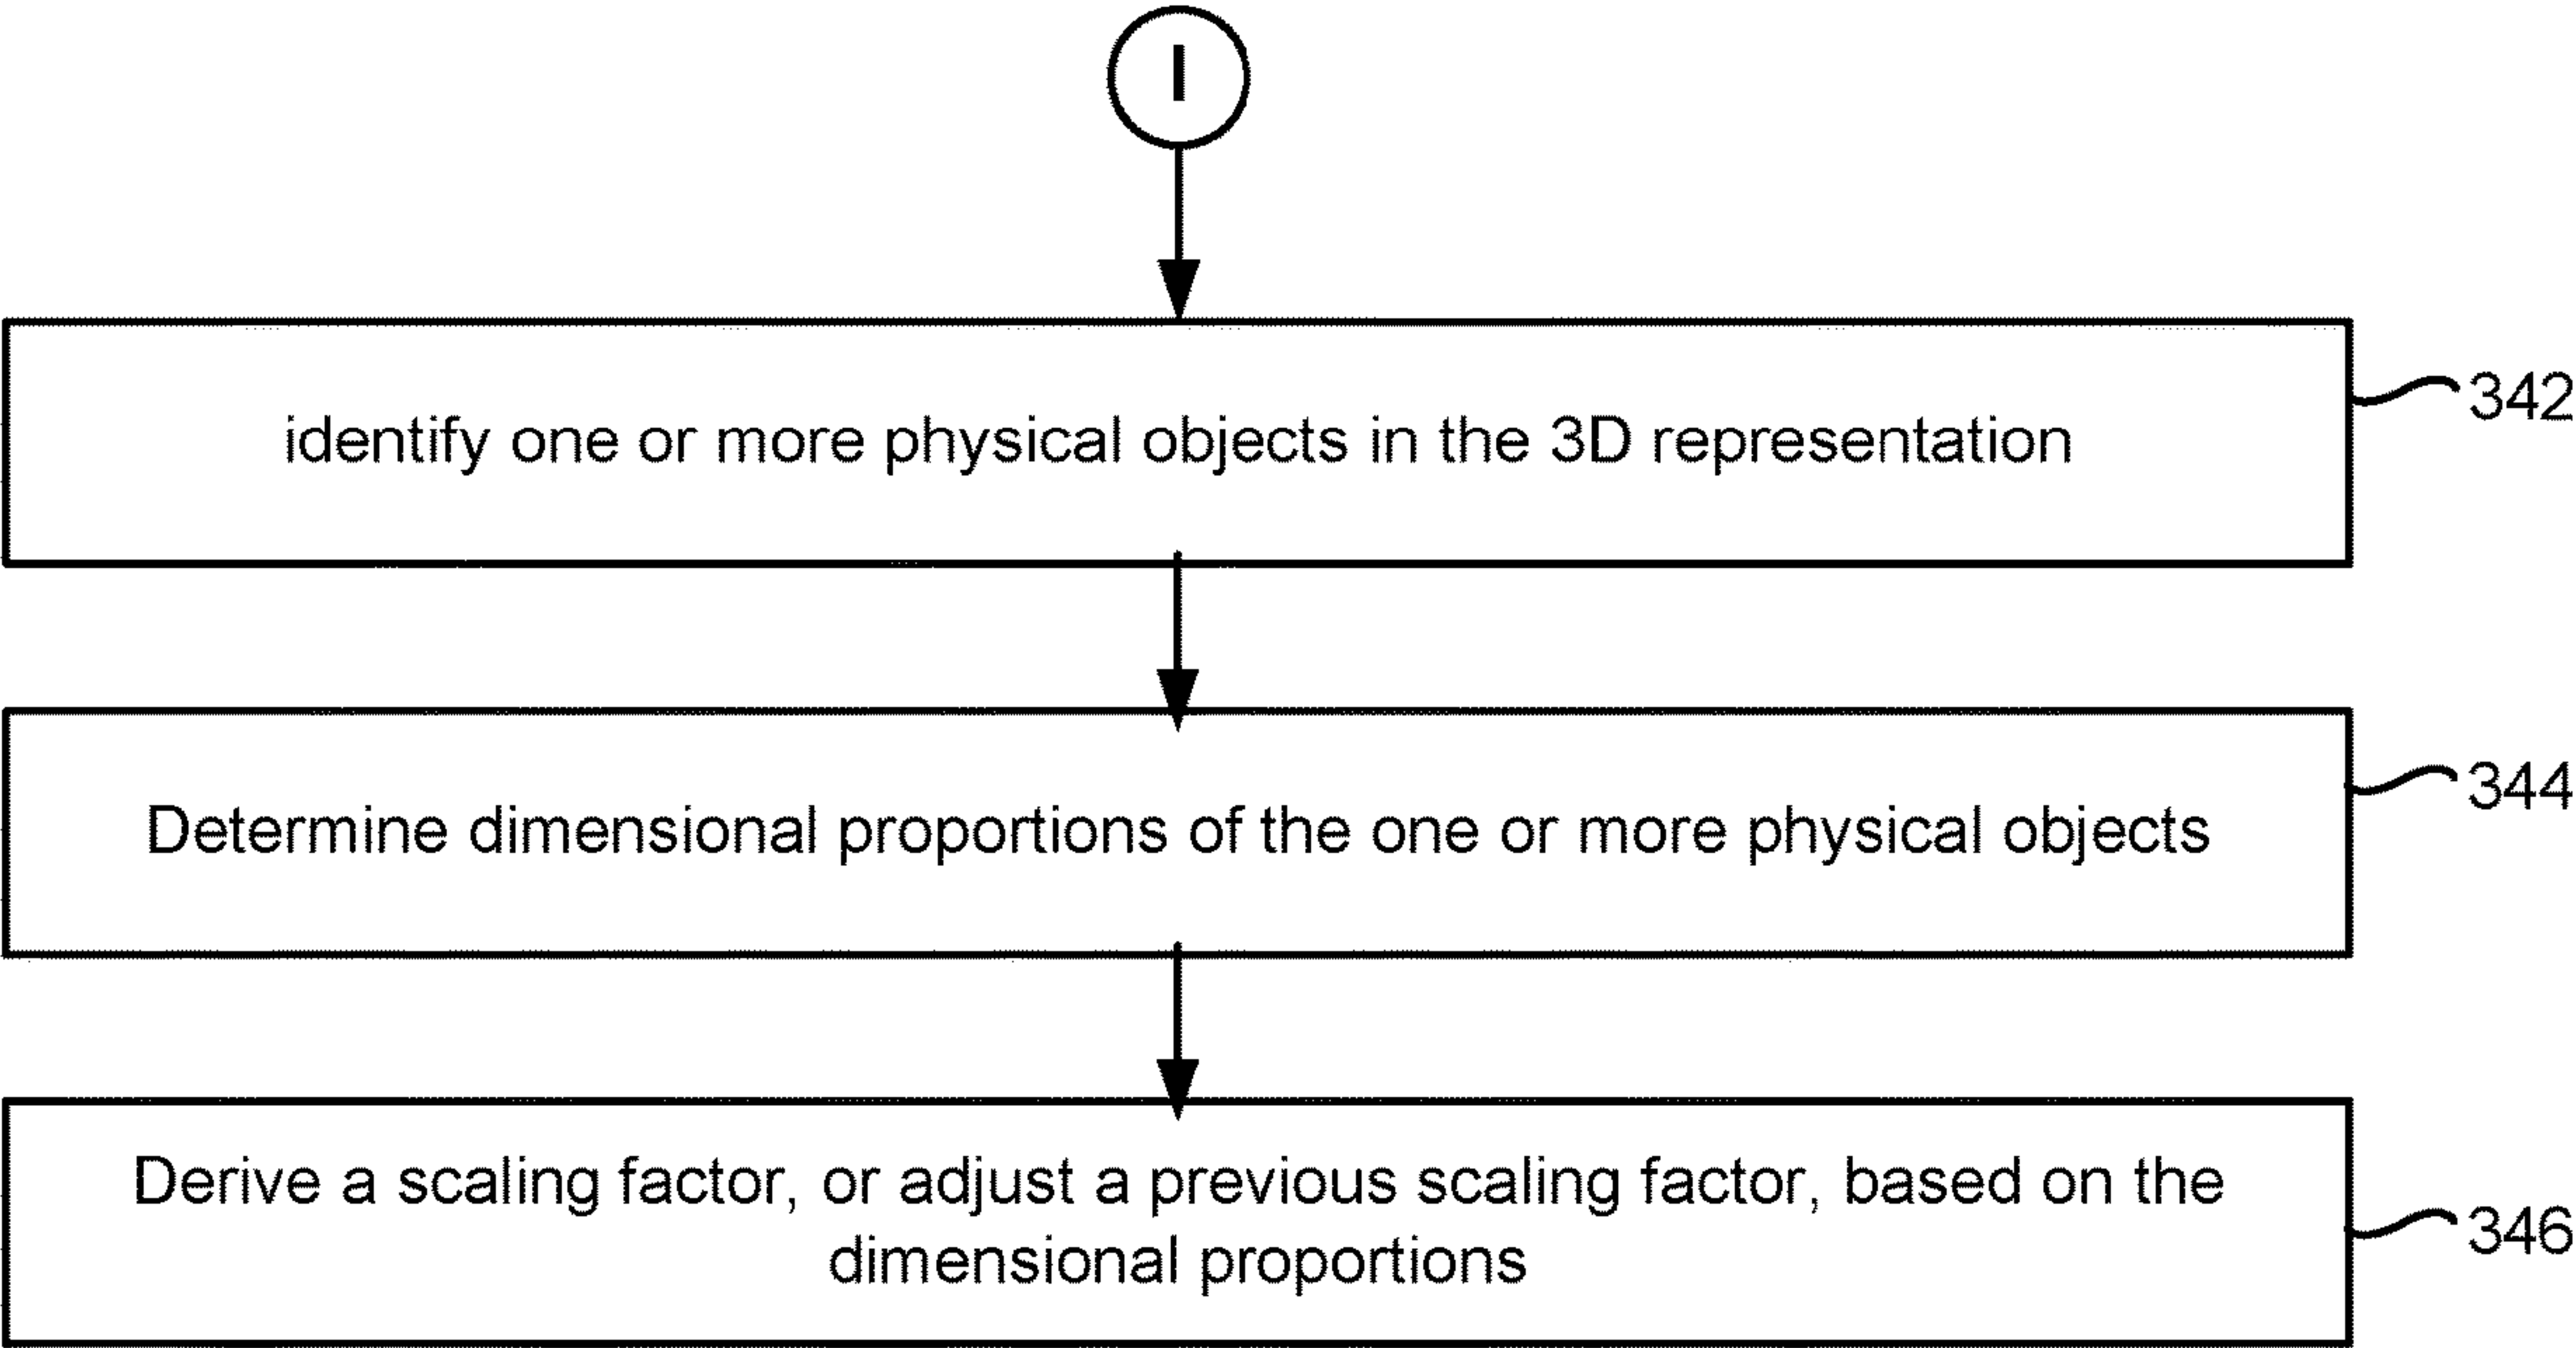 I
identify one or more physical objects in the 3D representation
342
Determine dimensional proportions of the one or more physical objects
344
Derive a scaling factor, or adjust a previous scaling factor, based on the
dimensional proportions
346